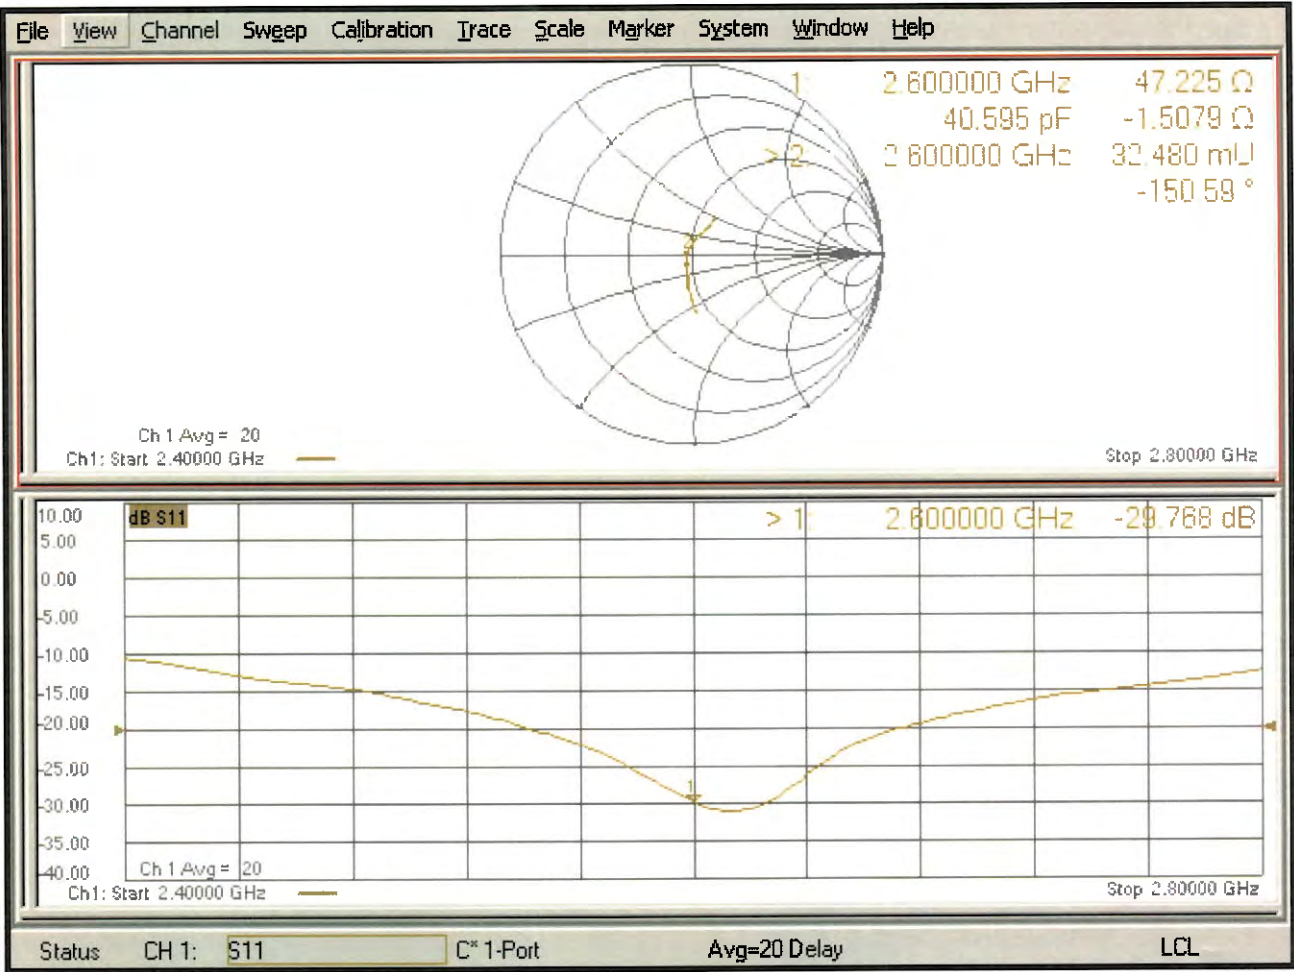 File View Channel Sweep Calibration Trace Scale Marker System Window Help
1: 2.600000 GHz 47.225 Ω
40.595 pF -1.5079 Ω
> 2: 2.600000 GHz 32.480 mU
-150.59 °
2
Ch 1 Avg = 20
Ch1: Start 2.40000 GHz
Stop 2.80000 GHz
10.00
dB S11
> 1: 2.600000 GHz -29.768 dB
5.00
0.00
-5.00
-10.00
-15.00
-20.00
-25.00
1
-30.00
-35.00
-40.00
Ch 1 Avg = 20
Ch1: Start 2.40000 GHz
Stop 2.80000 GHz
Status CH 1: S11 C* 1-Port Avg=20 Delay LCL